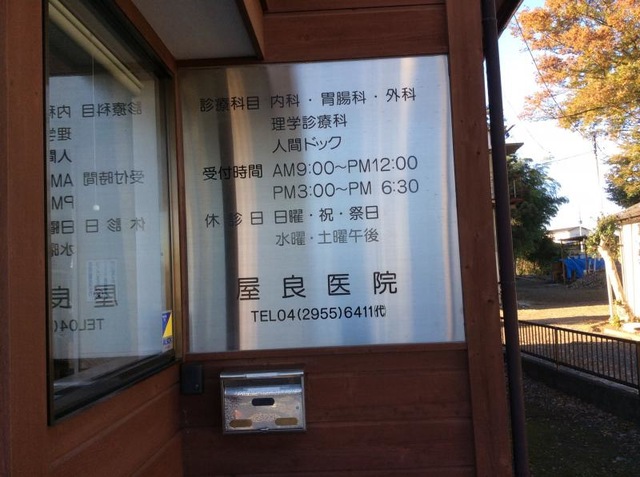 診療科目 内科・胃腸科・外科
理学診療科
人間ドック
受付時間 AM9:00～PM12:00
PM3:00～PM 6:30
休診日 日曜・祝・祭日
水曜・土曜午後
屋良医院
TEL04(2955)6411代